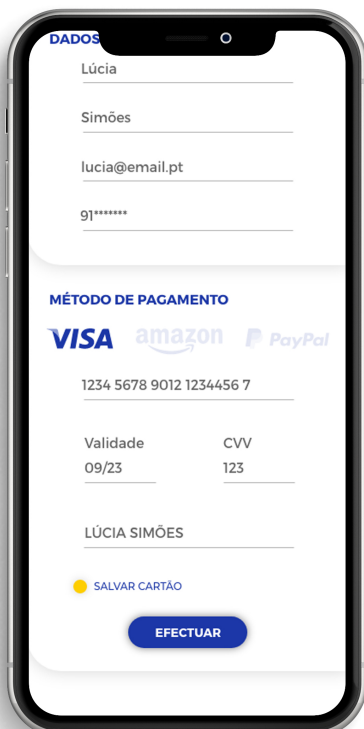 DADOS
Lúcia
Simões
lucia@email.pt
91*******
MÉTODO DE PAGAMENTO
VISA amazon PayPal
1234 5678 9012 1234456 7
Validade CVV
09/23 123
LÚCIA SIMÕES
SALVAR CARTÃO
EFECTUAR